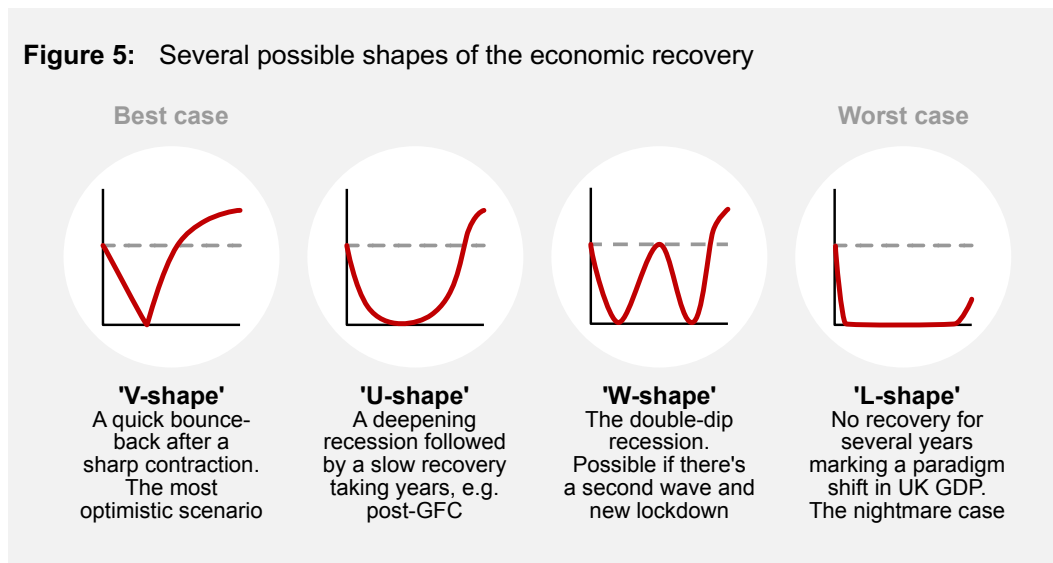 Figure 5: Several possible shapes of the economic recovery
Best case
Worst case
'V-shape'
A quick bounce-
back after a
sharp contraction.
The most
optimistic scenario
'U-shape'
A deepening
recession followed
by a slow recovery
taking years, e.g.
post-GFC
'W-shape'
The double-dip
recession.
Possible if there's
a second wave and
new lockdown
'L-shape'
No recovery for
several years
marking a paradigm
shift in UK GDP.
The nightmare case